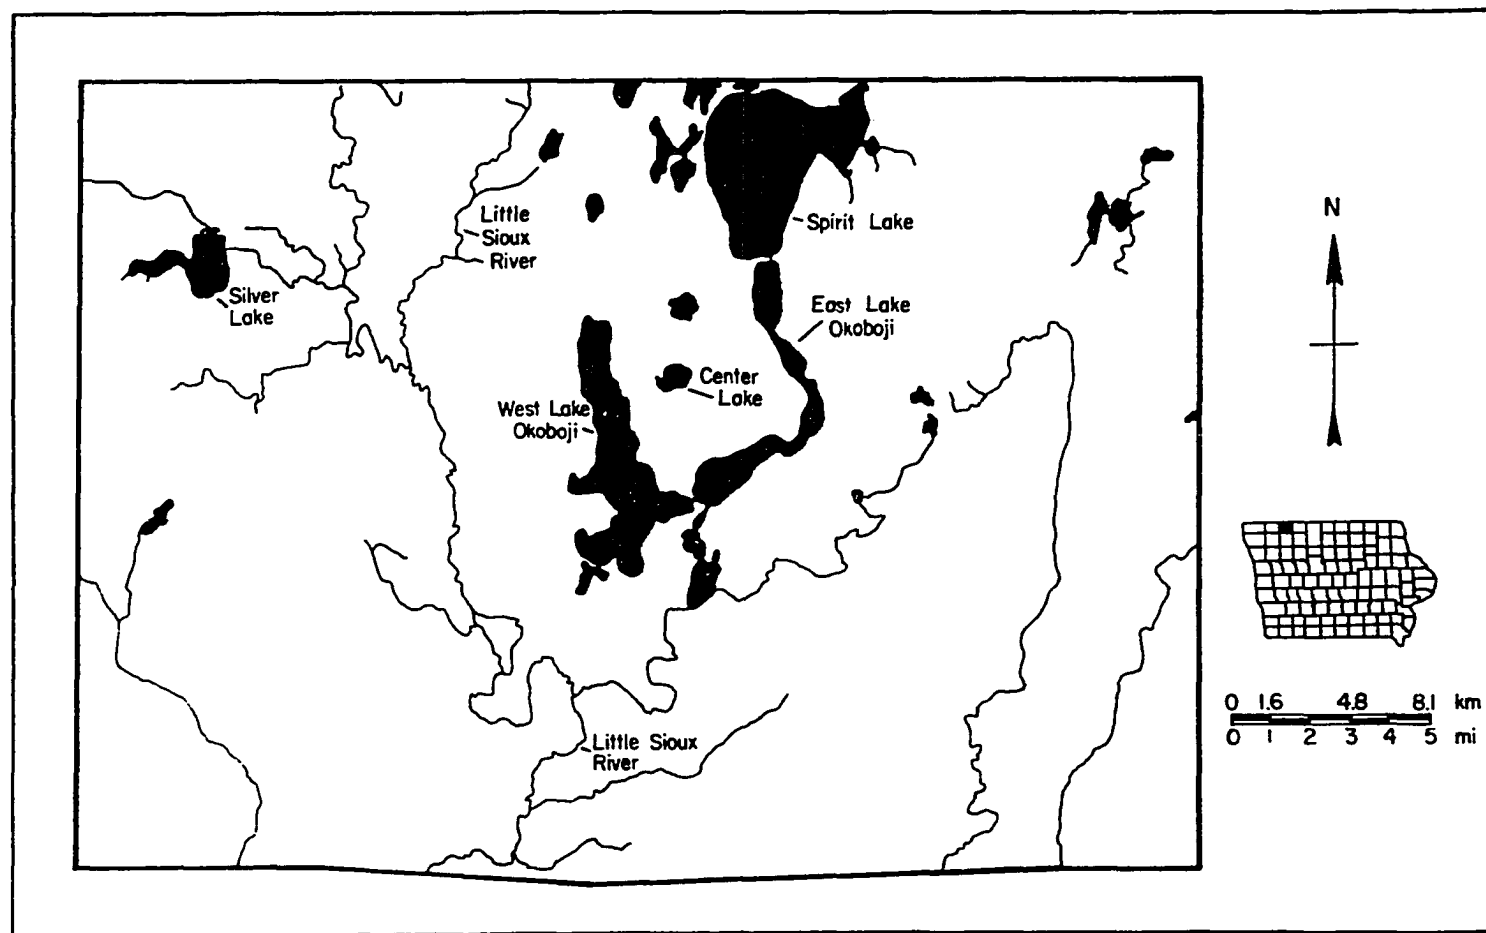 Little
Sioux
River
Spirit Lake
Silver
Lake
East Lake
Okoboji
Center
Lake
West Lake
Okoboji
Little Sioux
River
N
0 1.6 4.8 8.1 km
0 1 2 3 4 5 mi